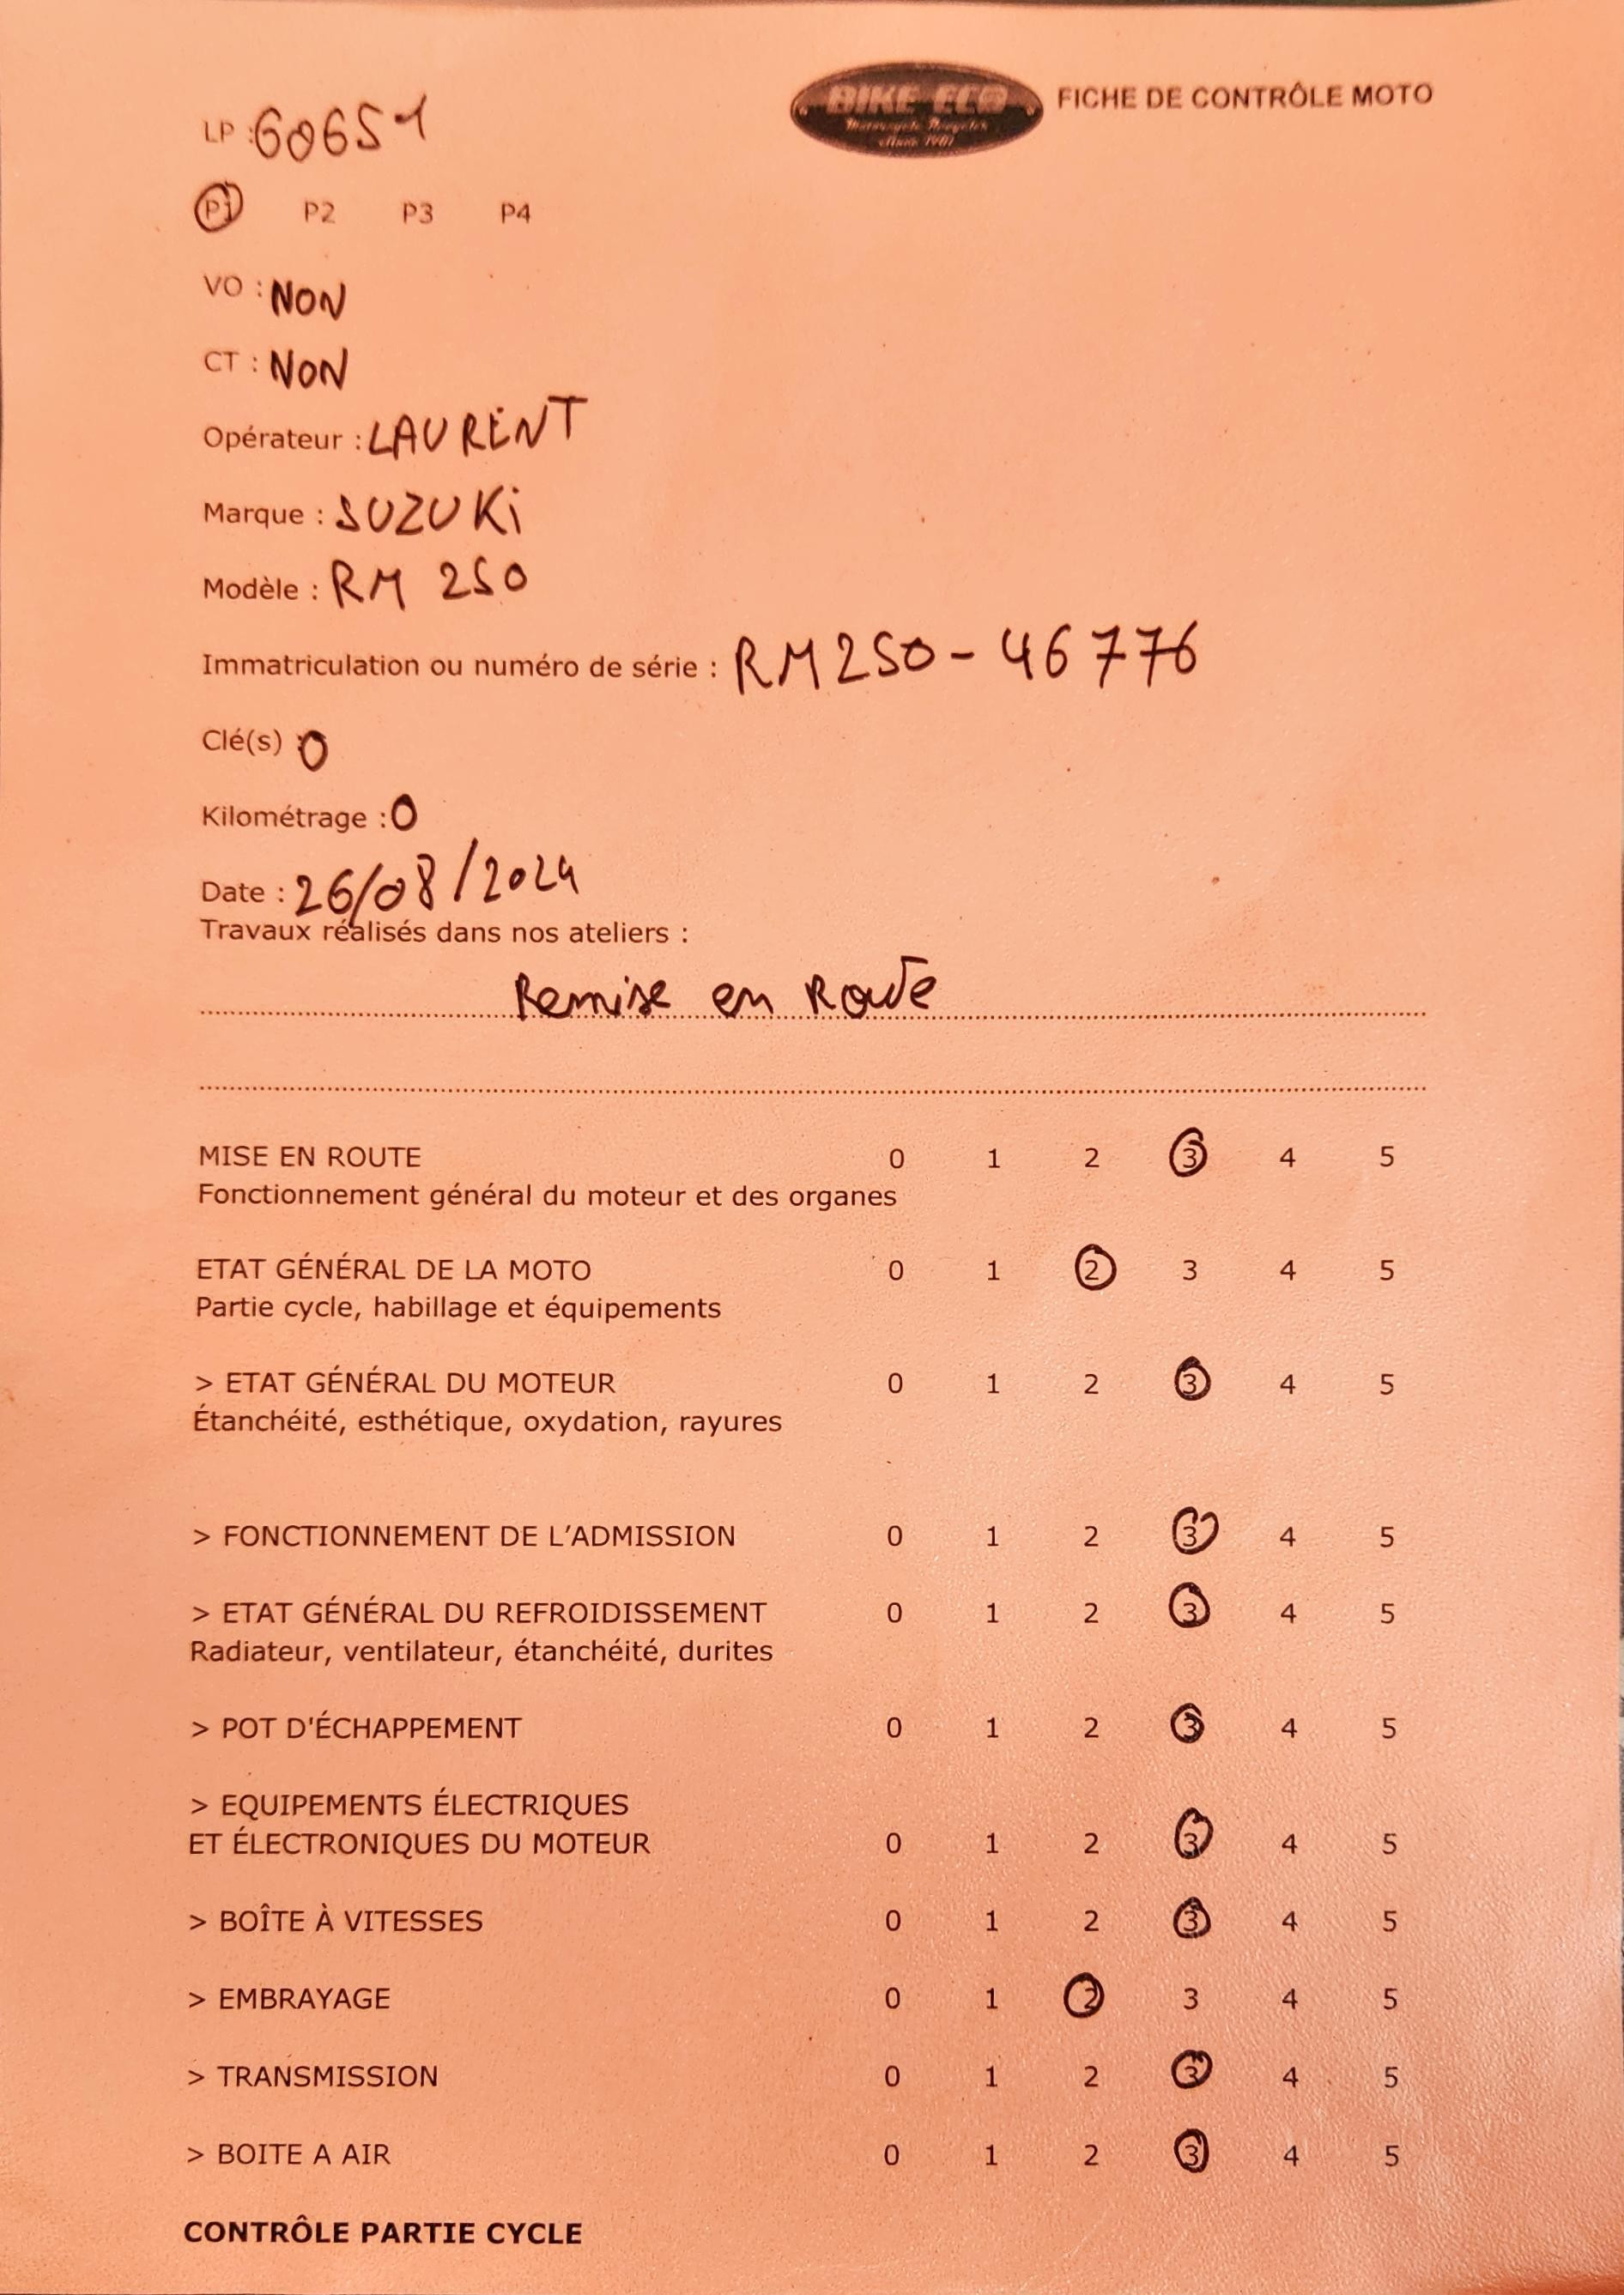 BIKE ECO
Motorcycle Recycler
since 1987
FICHE DE CONTRÔLE MOTO
LP : 60651
P1 P2 P3 P4
VO : NON
CT : NON
Opérateur : LAURENT
Marque : SUZUKi
Modèle : RM 250
Immatriculation ou numéro de série : RM250-46776
Clé(s) : 0
Kilométrage : 0
Date : 26/08/2024
Travaux réalisés dans nos ateliers :
Remise en Route
MISE EN ROUTE 0 1 2 3 4 5
Fonctionnement général du moteur et des organes
ETAT GÉNÉRAL DE LA MOTO 0 1 2 3 4 5
Partie cycle, habillage et équipements
> ETAT GÉNÉRAL DU MOTEUR 0 1 2 3 4 5
Étanchéité, esthétique, oxydation, rayures
> FONCTIONNEMENT DE L'ADMISSION 0 1 2 3 4 5
> ETAT GÉNÉRAL DU REFROIDISSEMENT 0 1 2 3 4 5
Radiateur, ventilateur, étanchéité, durites
> POT D'ÉCHAPPEMENT 0 1 2 3 4 5
> EQUIPEMENTS ÉLECTRIQUES
ET ÉLECTRONIQUES DU MOTEUR 0 1 2 3 4 5
> BOÎTE À VITESSES 0 1 2 3 4 5
> EMBRAYAGE 0 1 2 3 4 5
> TRANSMISSION 0 1 2 3 4 5
> BOITE A AIR 0 1 2 3 4 5
CONTRÔLE PARTIE CYCLE